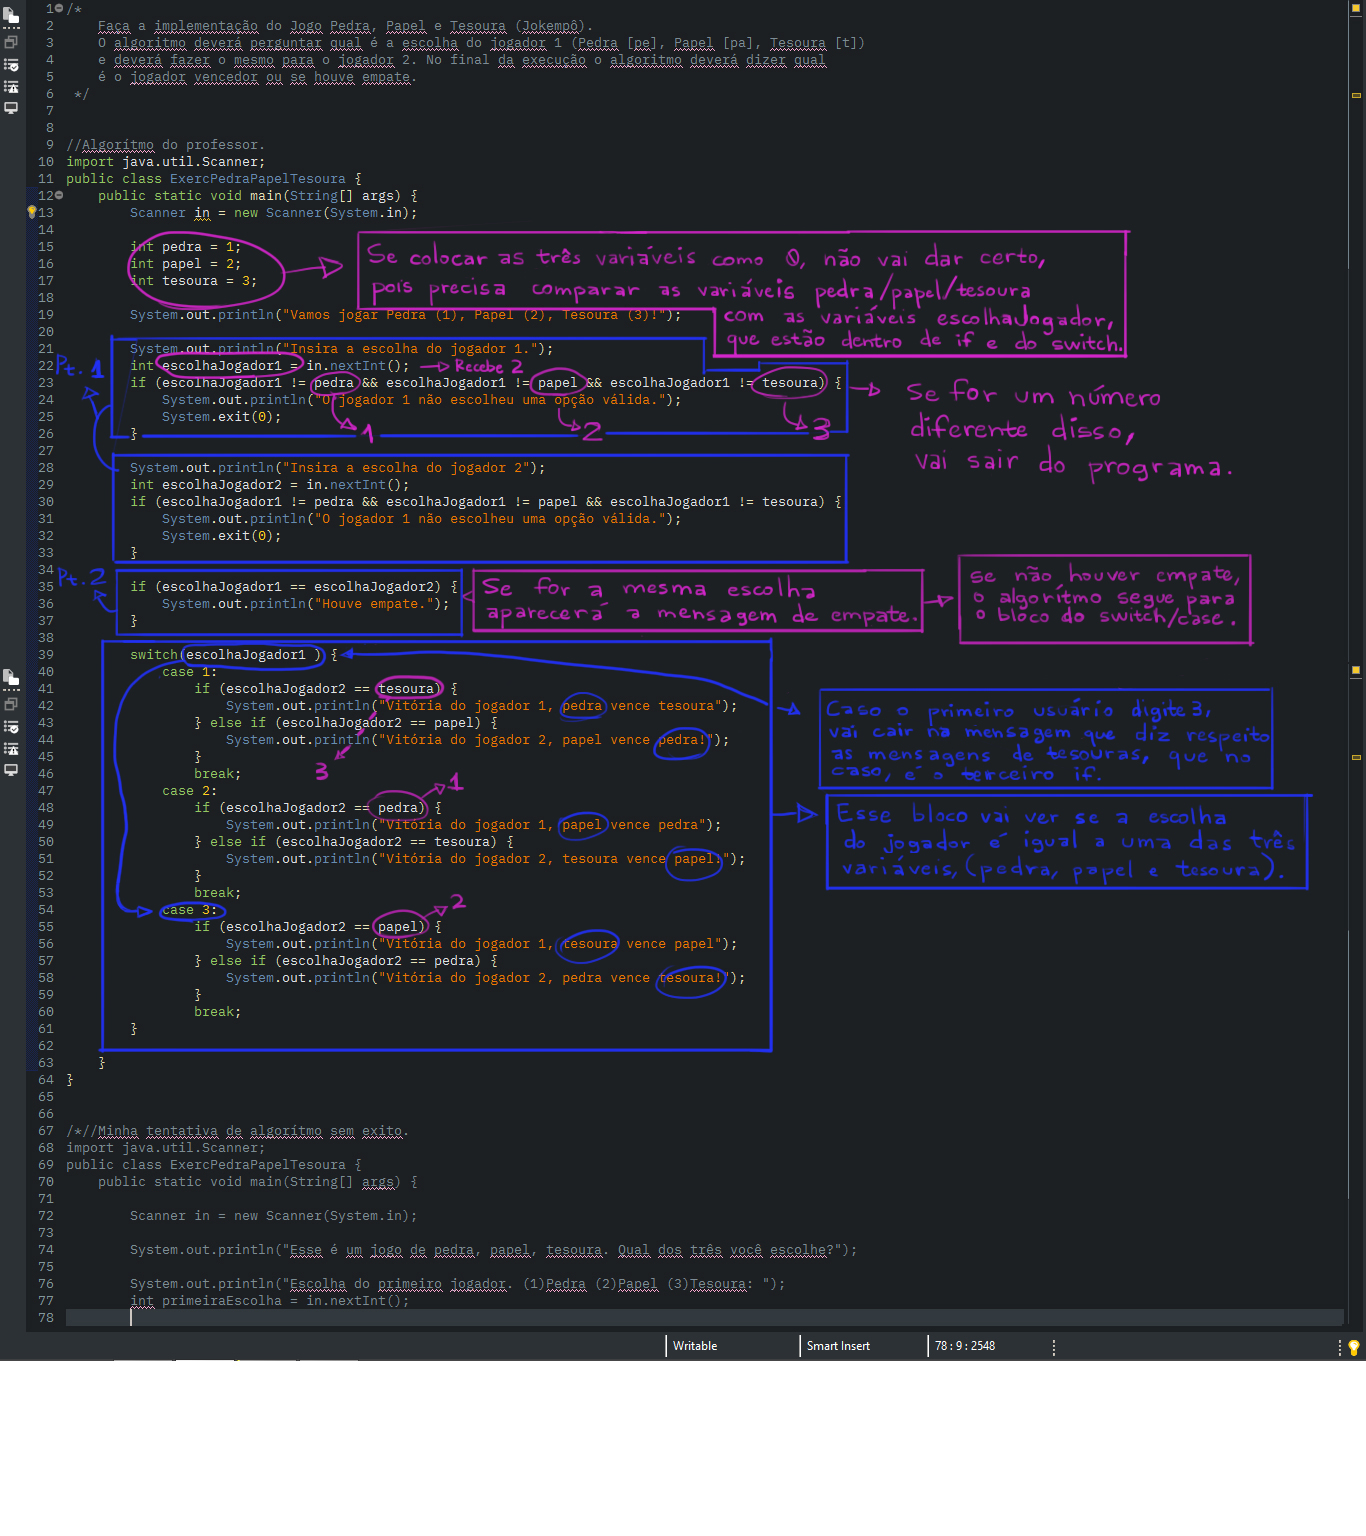 1 /*
2 Faça a implementação do Jogo Pedra, Papel e Tesoura (Jokempô).
3 O algoritmo deverá perguntar qual é a escolha do jogador 1 (Pedra [pe], Papel [pa], Tesoura [t])
4 e deverá fazer o mesmo para o jogador 2. No final da execução o algoritmo deverá dizer qual
5 é o jogador vencedor ou se houve empate.
6 */
7
8
9 //Algorítmo do professor.
10 import java.util.Scanner;
11 public class ExercPedraPapelTesoura {
12 public static void main(String[] args) {
13 Scanner in = new Scanner(System.in);
14
15 int pedra = 1;
16 int papel = 2;
17 int tesoura = 3;
Se colocar as três variáveis como 0, não vai dar certo,
pois precisa comparar as variáveis pedra/papel/tesoura
com as variáveis escolhaJogador,
que estão dentro de if e do switch.
18
19 System.out.println("Vamos jogar Pedra (1), Papel (2), Tesoura (3)!");
20
Pt. 1
21 System.out.println("Insira a escolha do jogador 1.");
22 int escolhaJogador1 = in.nextInt(); Recebe 2
23 if (escolhaJogador1 != pedra && escolhaJogador1 != papel && escolhaJogador1 != tesoura) {
24 System.out.println("O jogador 1 não escolheu uma opção válida.");
25 System.exit(0);
26 } 1 2 3
Se for um número
diferente disso,
vai sair do programa.
27
28 System.out.println("Insira a escolha do jogador 2");
29 int escolhaJogador2 = in.nextInt();
30 if (escolhaJogador1 != pedra && escolhaJogador1 != papel && escolhaJogador1 != tesoura) {
31 System.out.println("O jogador 1 não escolheu uma opção válida.");
32 System.exit(0);
33 }
34
Pt. 2
35 if (escolhaJogador1 == escolhaJogador2) {
36 System.out.println("Houve empate.");
37 }
Se for a mesma escolha
aparecerá a mensagem de empate.
se não houver empate,
o algorítmo segue para
o bloco do switch/case.
38
39 switch(escolhaJogador1 ) {
40 case 1:
41 if (escolhaJogador2 == tesoura) {
42 System.out.println("Vitória do jogador 1, pedra vence tesoura");
43 } else if (escolhaJogador2 == papel) {
44 System.out.println("Vitória do jogador 2, papel vence pedra!");
45 }
46 break; 3
47 case 2: 1
48 if (escolhaJogador2 == pedra) {
49 System.out.println("Vitória do jogador 1, papel vence pedra");
50 } else if (escolhaJogador2 == tesoura) {
51 System.out.println("Vitória do jogador 2, tesoura vence papel!");
52 }
53 break;
54 case 3: 2
55 if (escolhaJogador2 == papel) {
56 System.out.println("Vitória do jogador 1, tesoura vence papel");
57 } else if (escolhaJogador2 == pedra) {
58 System.out.println("Vitória do jogador 2, pedra vence tesoura!");
59 }
60 break;
61 }
62
63 }
64 }
Caso o primeiro usuário digite 3,
vai cair na mensagem que diz respeito
as mensagens de tesouras, que no
caso, é o terceiro if.
Esse bloco vai ver se a escolha
do jogador é igual a uma das três
variáveis, (pedra, papel e tesoura).
65
66
67 /*//Minha tentativa de algorítmo sem exito.
68 import java.util.Scanner;
69 public class ExercPedraPapelTesoura {
70 public static void main(String[] args) {
71
72 Scanner in = new Scanner(System.in);
73
74 System.out.println("Esse é um jogo de pedra, papel, tesoura. Qual dos três você escolhe?");
75
76 System.out.println("Escolha do primeiro jogador. (1)Pedra (2)Papel (3)Tesoura: ");
77 int primeiraEscolha = in.nextInt();
78
Writable Smart Insert 78 : 9 : 2548